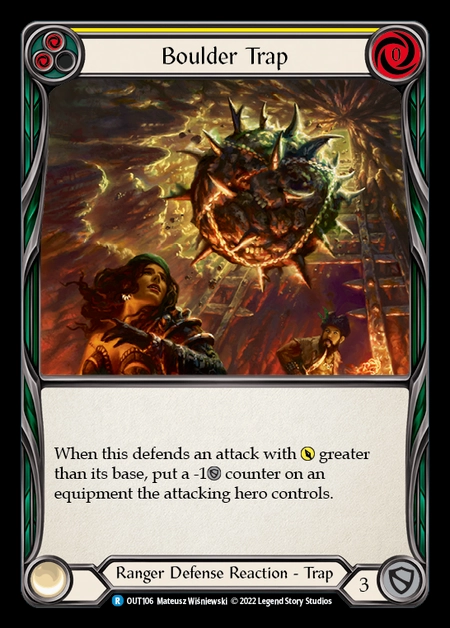 Boulder Trap
0
When this defends an attack with greater
than its base, put a -1 counter on an
equipment the attacking hero controls.
Ranger Defense Reaction - Trap
3
R OUT106 Mateusz Wiśniewski © 2022 Legend Story Studios